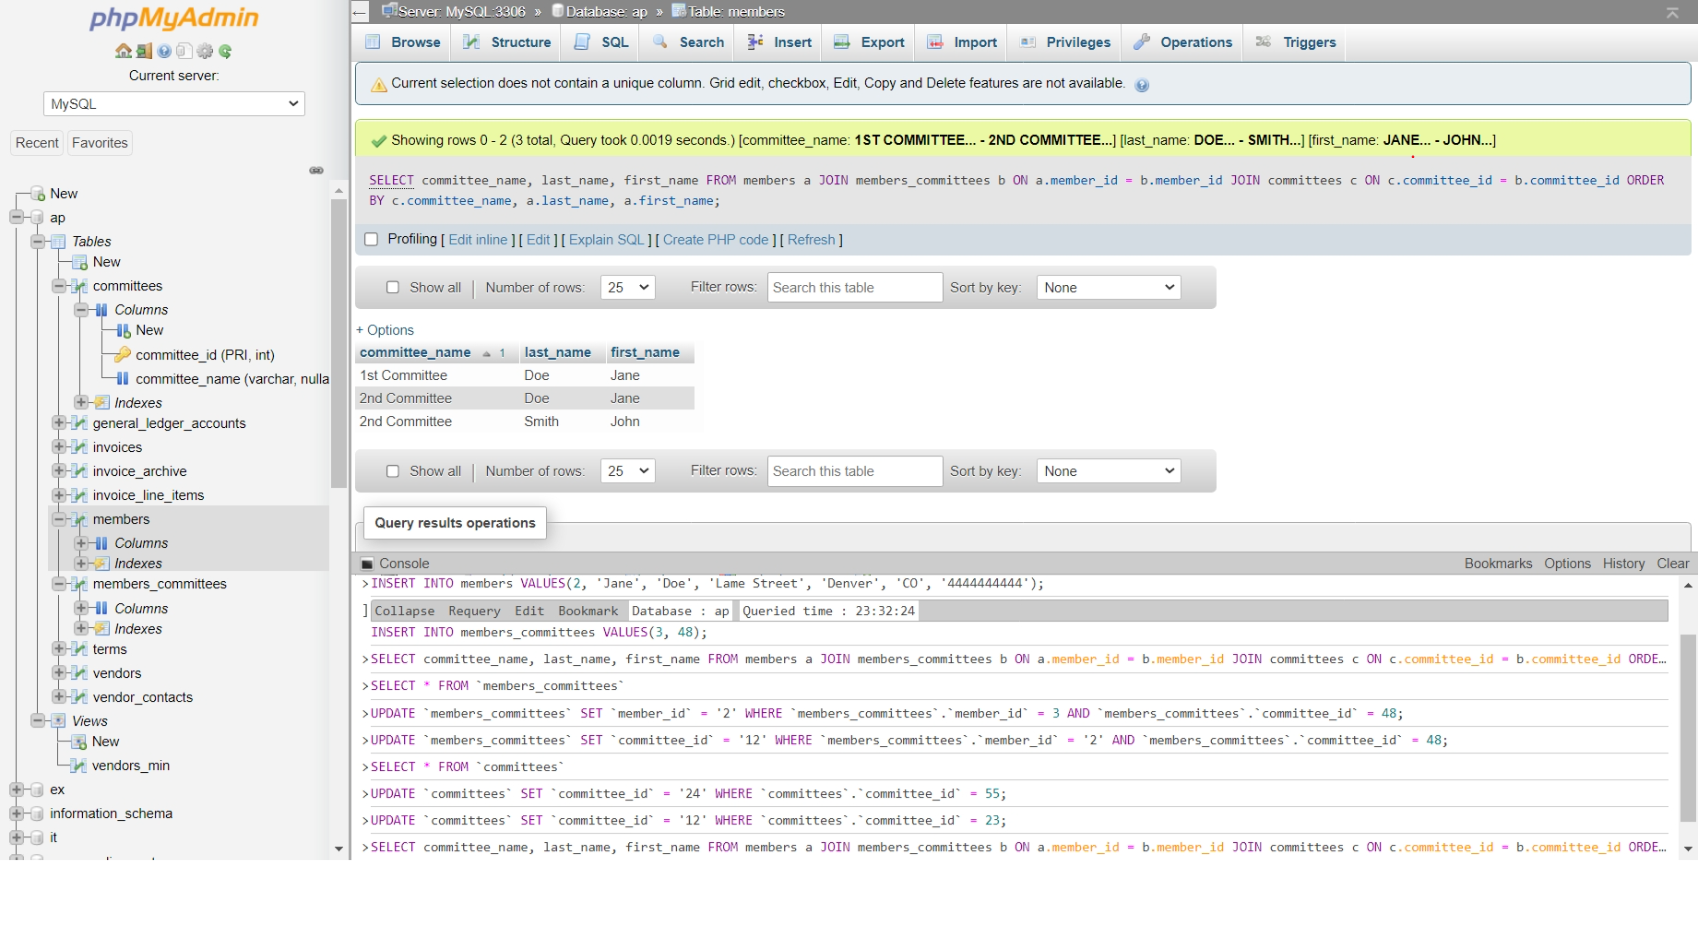 phpMyAdmin
Current server:
MySQL
Recent
Favorites
New
ap
Tables
New
committees
Columns
New
committee_id (PRI, int)
committee_name (varchar, nulla
Indexes
general_ledger_accounts
invoices
invoice_archive
invoice_line_items
members
Columns
Indexes
members_committees
Columns
Indexes
terms
vendors
vendor_contacts
Views
New
vendors_min
ex
information_schema
it
Server: MySQL:3306 » Database: ap » Table: members
Browse Structure SQL Search Insert Export Import Privileges Operations Triggers
Current selection does not contain a unique column. Grid edit, checkbox, Edit, Copy and Delete features are not available.
Showing rows 0 - 2 (3 total, Query took 0.0019 seconds.) [committee_name: 1ST COMMITTEE... - 2ND COMMITTEE...] [last_name: DOE... - SMITH...] [first_name: JANE... - JOHN...]
SELECT committee_name, last_name, first_name FROM members a JOIN members_committees b ON a.member_id = b.member_id JOIN committees c ON c.committee_id = b.committee_id ORDER
BY c.committee_name, a.last_name, a.first_name;
Profiling [ Edit inline ] [ Edit ] [ Explain SQL ] [ Create PHP code ] [ Refresh ]
Show all | Number of rows: 25 Filter rows: Search this table Sort by key: None
+ Options
committee_name 1 last_name first_name
1st Committee Doe Jane
2nd Committee Doe Jane
2nd Committee Smith John
Show all | Number of rows: 25 Filter rows: Search this table Sort by key: None
Query results operations
Console Bookmarks Options History Clear
>INSERT INTO members VALUES(2, 'Jane', 'Doe', 'Lame Street', 'Denver', 'CO', '4444444444');
] Collapse Requery Edit Bookmark Database : ap Queried time : 23:32:24
INSERT INTO members_committees VALUES(3, 48);
>SELECT committee_name, last_name, first_name FROM members a JOIN members_committees b ON a.member_id = b.member_id JOIN committees c ON c.committee_id = b.committee_id ORDE…
>SELECT * FROM `members_committees`
>UPDATE `members_committees` SET `member_id` = '2' WHERE `members_committees`.`member_id` = 3 AND `members_committees`.`committee_id` = 48;
>UPDATE `members_committees` SET `committee_id` = '12' WHERE `members_committees`.`member_id` = '2' AND `members_committees`.`committee_id` = 48;
>SELECT * FROM `committees`
>UPDATE `committees` SET `committee_id` = '24' WHERE `committees`.`committee_id` = 55;
>UPDATE `committees` SET `committee_id` = '12' WHERE `committees`.`committee_id` = 23;
>SELECT committee_name, last_name, first_name FROM members a JOIN members_committees b ON a.member_id = b.member_id JOIN committees c ON c.committee_id = b.committee_id ORDE…